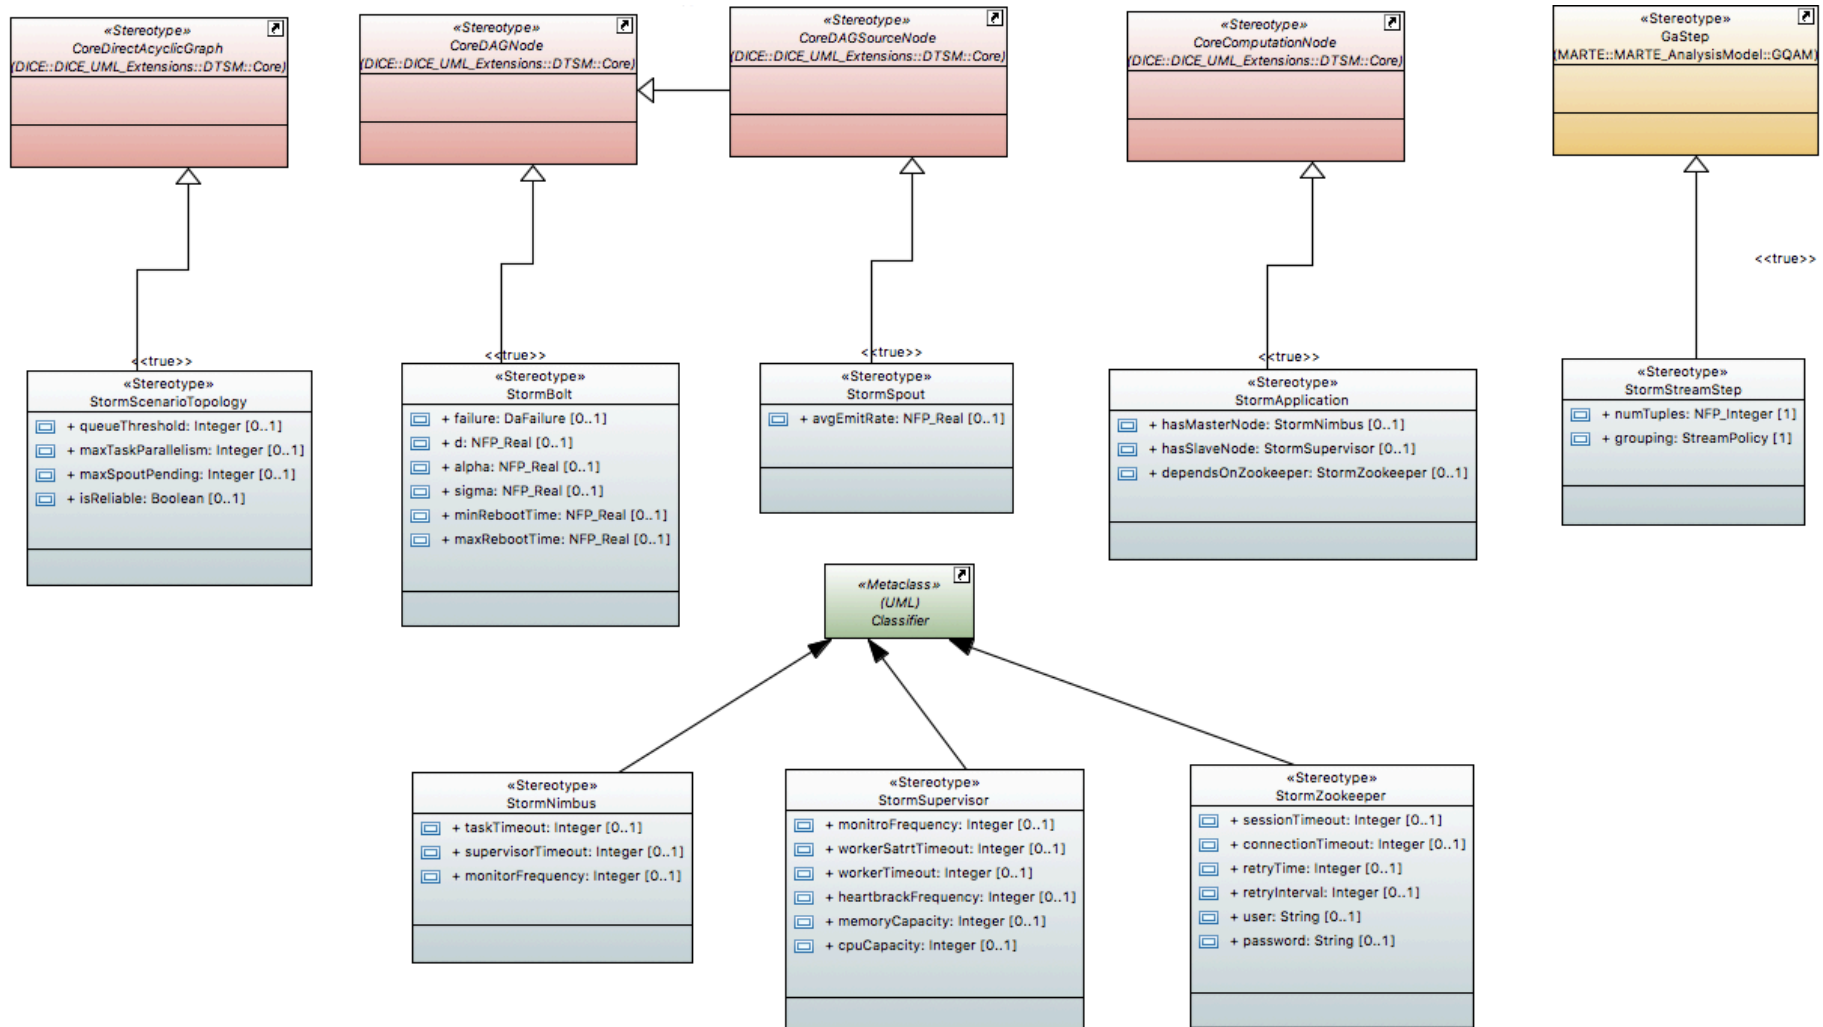 «Stereotype»
CoreDirectAcyclicGraph
(DICE::DICE_UML_Extensions::DTSM::Core)
«Stereotype»
CoreDAGNode
(DICE::DICE_UML_Extensions::DTSM::Core)
«Stereotype»
CoreDAGSourceNode
(DICE::DICE_UML_Extensions::DTSM::Core)
«Stereotype»
CoreComputationNode
(DICE::DICE_UML_Extensions::DTSM::Core)
«Stereotype»
GaStep
(MARTE::MARTE_AnalysisModel::GQAM)
<<true>>
<<true>>
<<true>>
<<true>>
<<true>>
«Stereotype»
StormScenarioTopology
+ queueThreshold: Integer [0..1]
+ maxTaskParallelism: Integer [0..1]
+ maxSpoutPending: Integer [0..1]
+ isReliable: Boolean [0..1]
«Stereotype»
StormBolt
+ failure: DaFailure [0..1]
+ d: NFP_Real [0..1]
+ alpha: NFP_Real [0..1]
+ sigma: NFP_Real [0..1]
+ minRebootTime: NFP_Real [0..1]
+ maxRebootTime: NFP_Real [0..1]
«Stereotype»
StormSpout
+ avgEmitRate: NFP_Real [0..1]
«Stereotype»
StormApplication
+ hasMasterNode: StormNimbus [0..1]
+ hasSlaveNode: StormSupervisor [0..1]
+ dependsOnZookeeper: StormZookeeper [0..1]
«Stereotype»
StormStreamStep
+ numTuples: NFP_Integer [1]
+ grouping: StreamPolicy [1]
«Metaclass»
(UML)
Classifier
«Stereotype»
StormNimbus
+ taskTimeout: Integer [0..1]
+ supervisorTimeout: Integer [0..1]
+ monitorFrequency: Integer [0..1]
«Stereotype»
StormSupervisor
+ monitroFrequency: Integer [0..1]
+ workerSatrtTimeout: Integer [0..1]
+ workerTimeout: Integer [0..1]
+ heartbrackFrequency: Integer [0..1]
+ memoryCapacity: Integer [0..1]
+ cpuCapacity: Integer [0..1]
«Stereotype»
StormZookeeper
+ sessionTimeout: Integer [0..1]
+ connectionTimeout: Integer [0..1]
+ retryTime: Integer [0..1]
+ retryInterval: Integer [0..1]
+ user: String [0..1]
+ password: String [0..1]